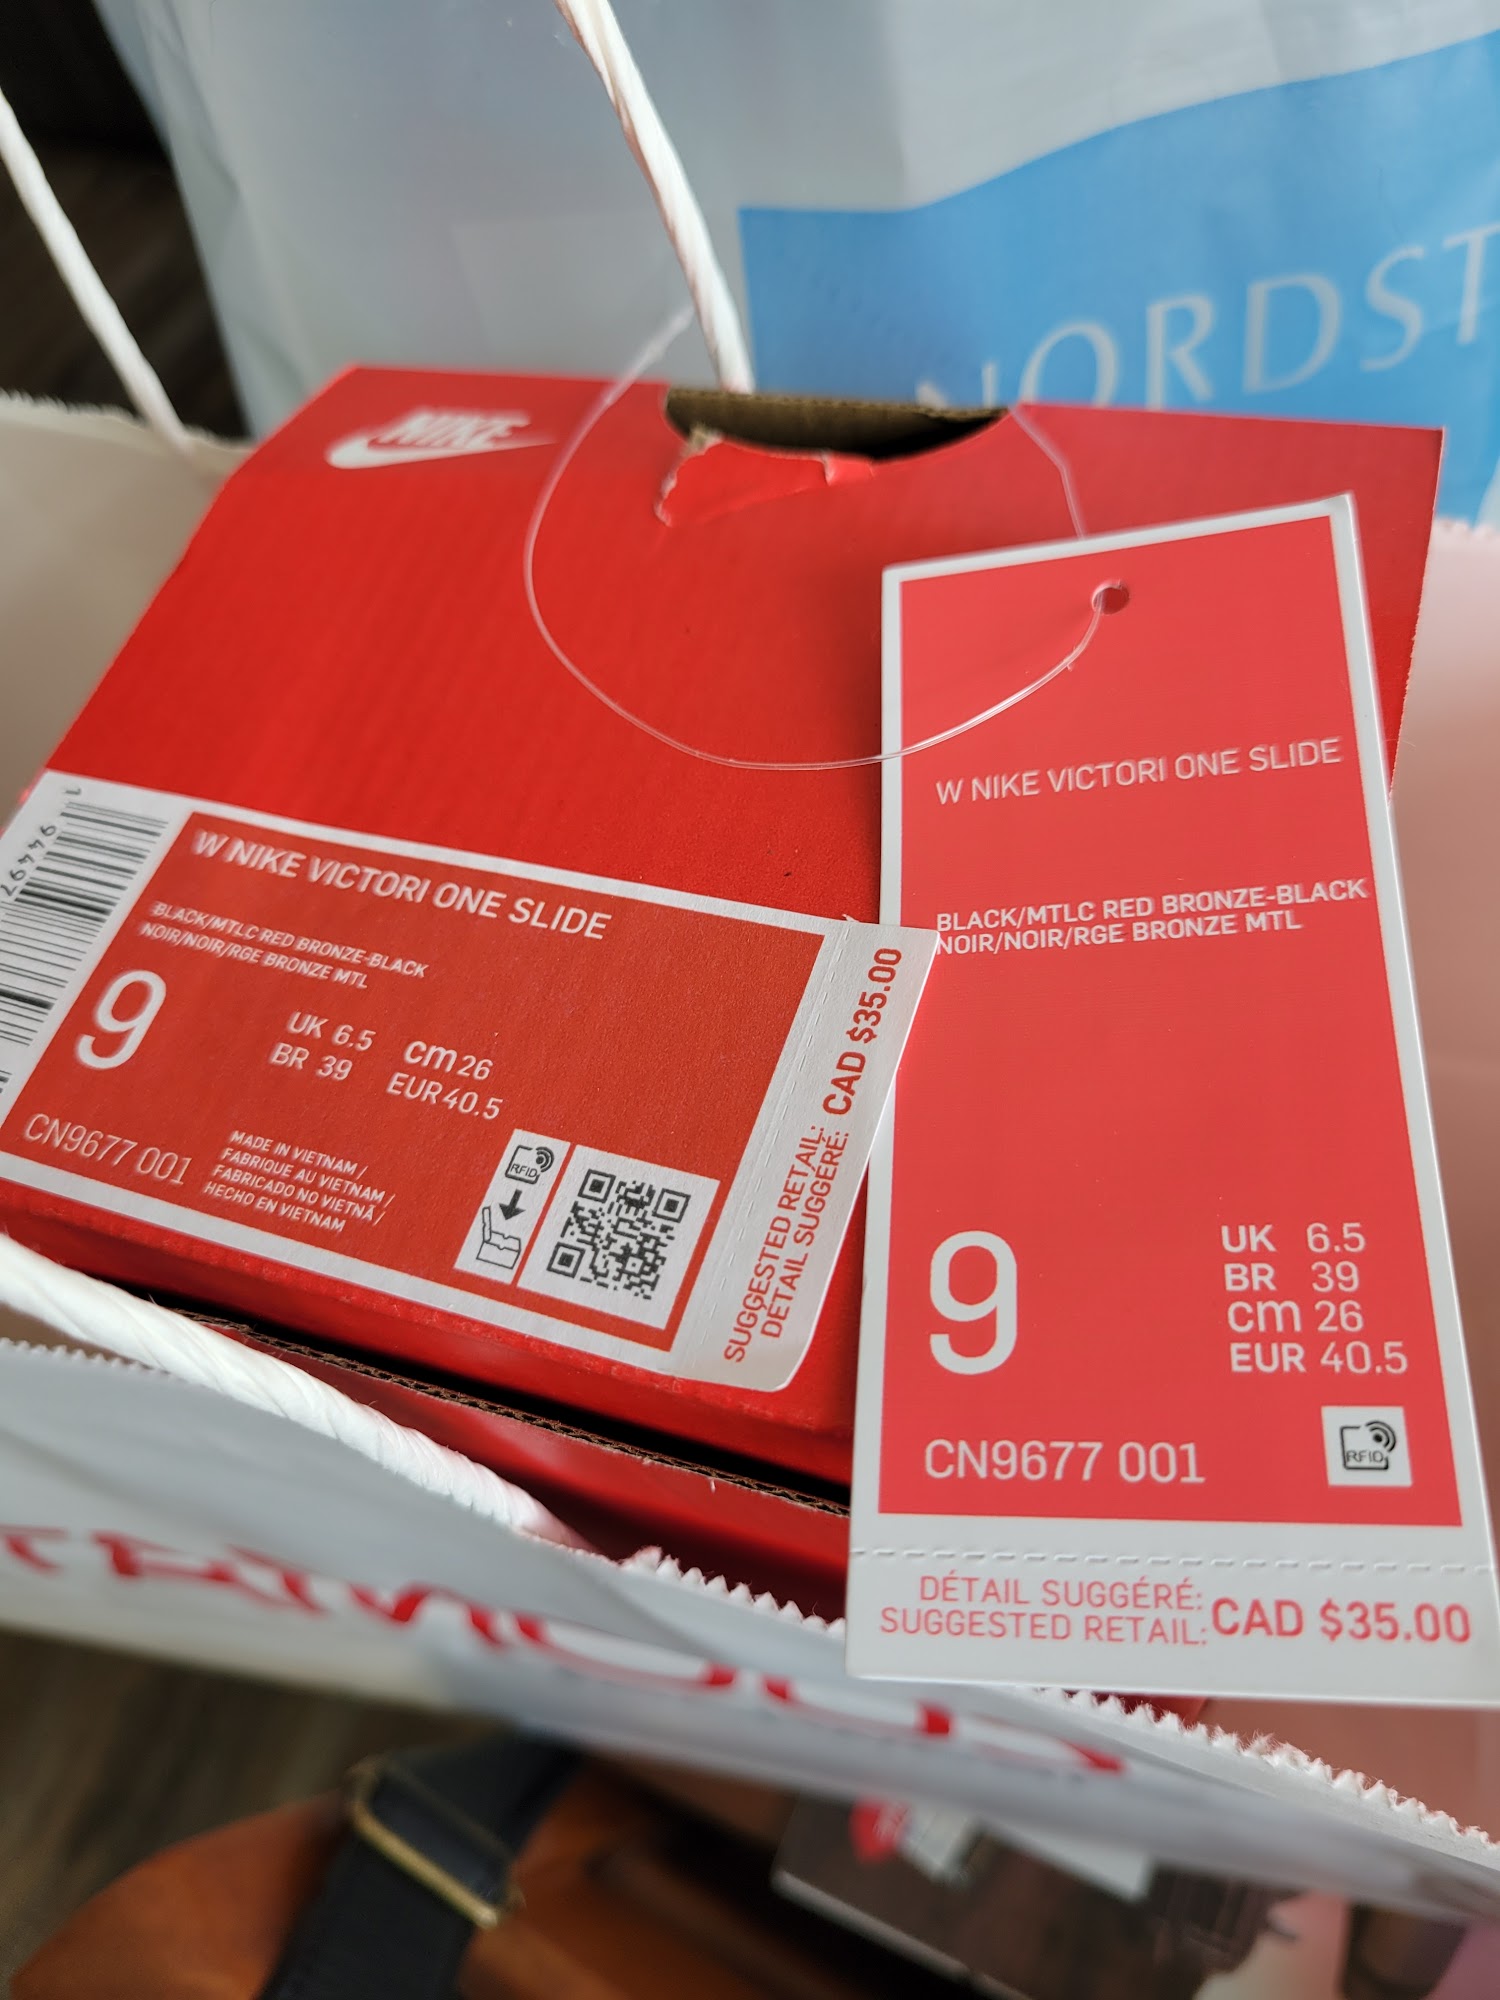 NORDST
NIKE
1
94497
W NIKE VICTORI ONE SLIDE
BLACK/MTLC RED BRONZE-BLACK
NOIR/NOIR/RGE BRONZE MTL
9
UK 6.5
BR 39
cm 26
EUR 40.5
CN9677 001
MADE IN VIETNAM /
FABRIQUE AU VIETNAM /
FABRICADO NO VIETNÃ /
HECHO EN VIETNAM
RFID
SUGGESTED RETAIL:
DÉTAIL SUGGÉRÉ:
CAD $35.00
W NIKE VICTORI ONE SLIDE
BLACK/MTLC RED BRONZE-BLACK
NOIR/NOIR/RGE BRONZE MTL
9
UK 6.5
BR 39
cm 26
EUR 40.5
CN9677 001
RFID
DÉTAIL SUGGÉRÉ:
SUGGESTED RETAIL:
CAD $35.00